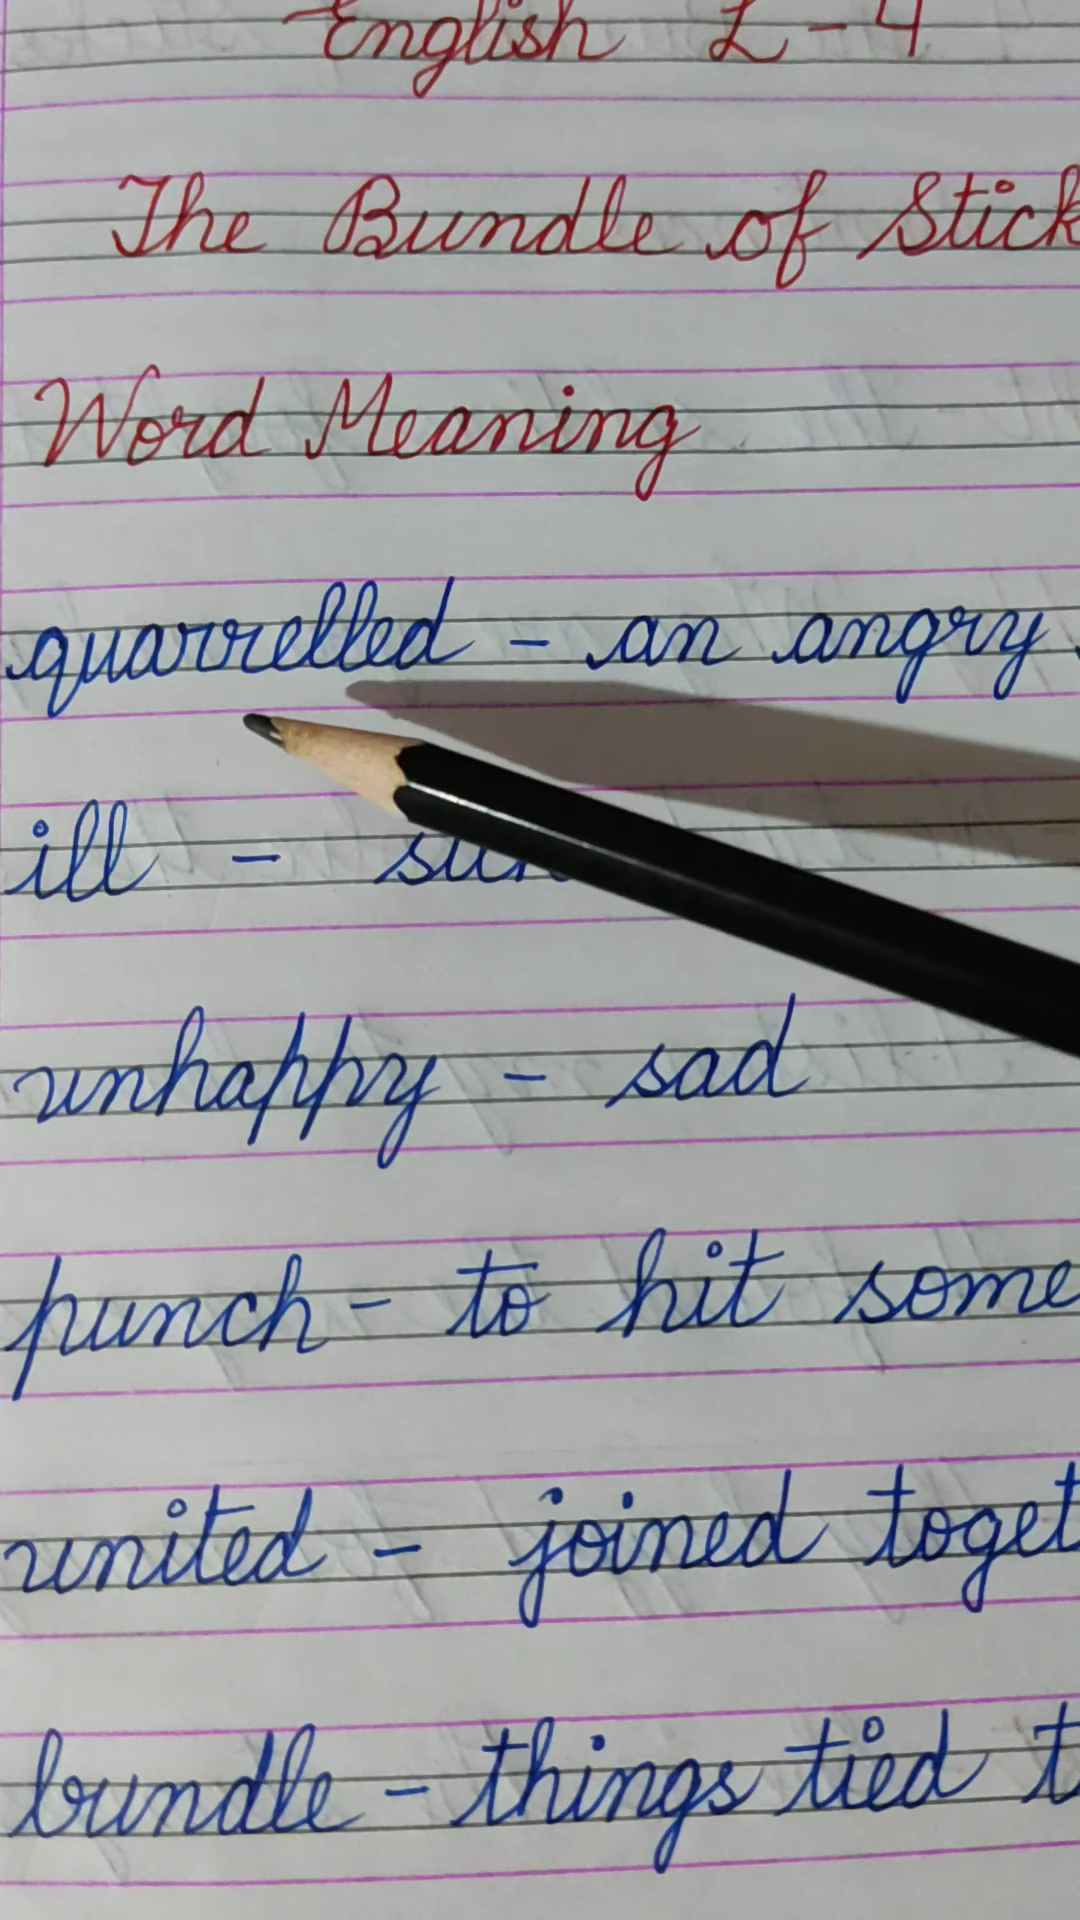 English L-4
The Bundle of Stick
Word Meaning
quarrelled - an angry
ill -
unhappy - sad
punch - to hit some
united - joined toget
bundle - things tied t